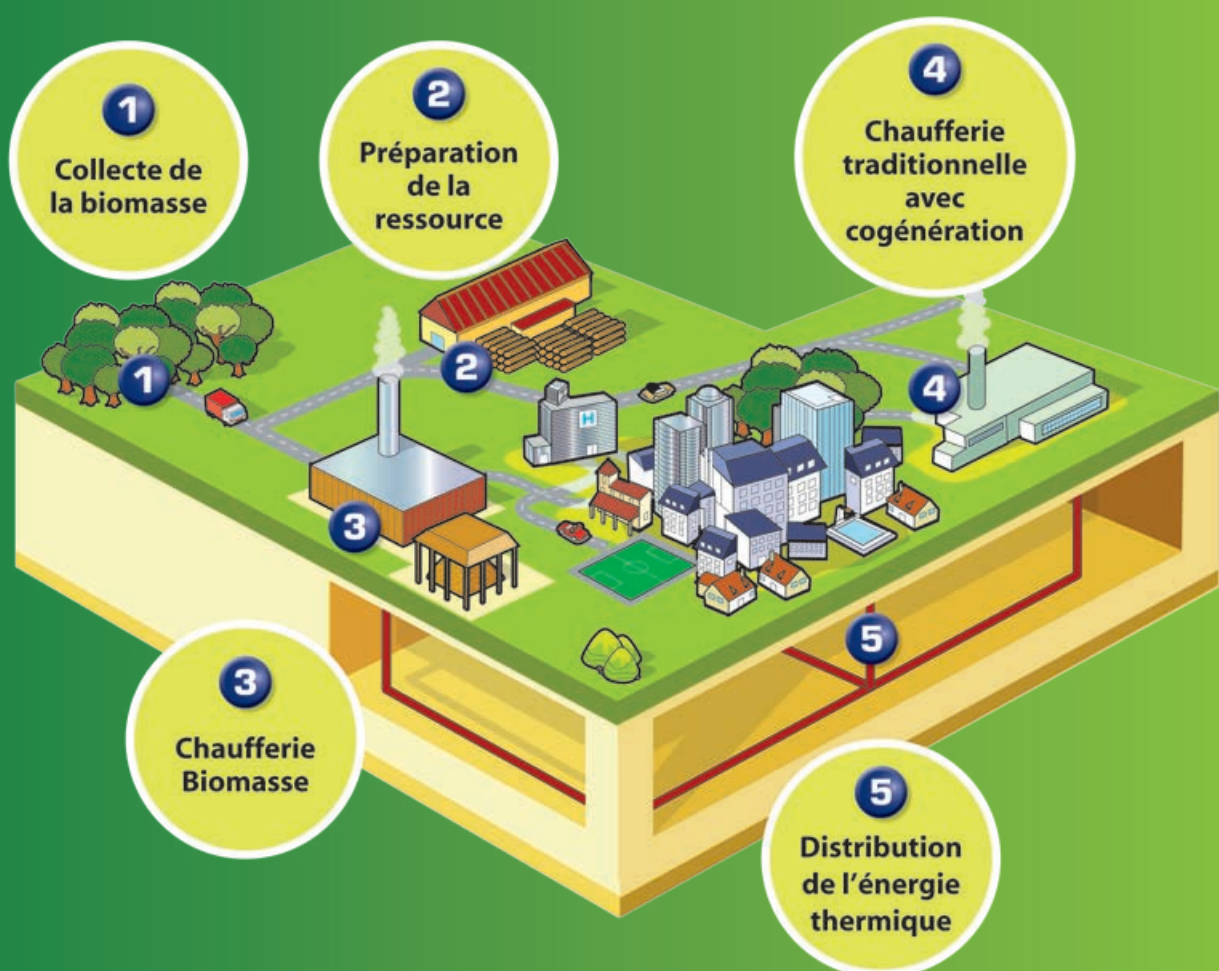 1
Collecte de
la biomasse
2
Préparation
de la
ressource
4
Chaufferie
traditionnelle
avec
cogénération
1
2
H
4
3
5
3
Chaufferie
Biomasse
5
Distribution
de l'énergie
thermique